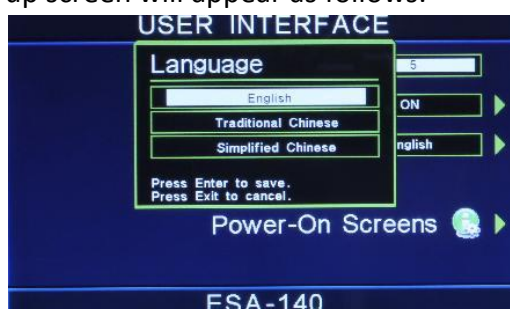 up screen will appear as follows:
USER INTERFACE
Language
5
English
ON
Traditional Chinese
Simplified Chinese
nglish
Press Enter to save.
Press Exit to cancel.
Power-On Screens
ESA-140